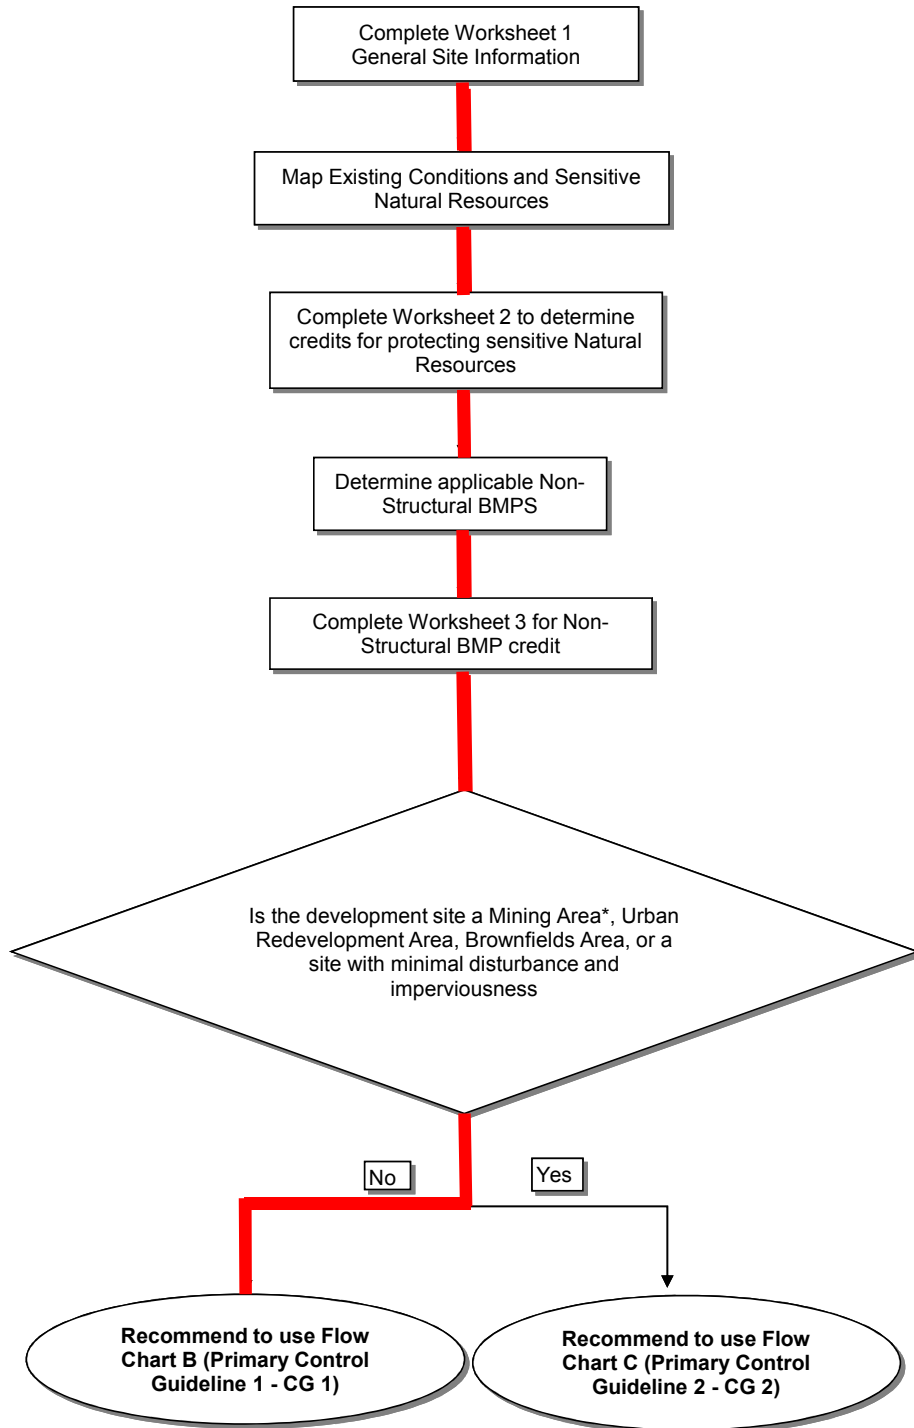 Complete Worksheet 1
General Site Information
Map Existing Conditions and Sensitive
Natural Resources
Complete Worksheet 2 to determine
credits for protecting sensitive Natural
Resources
Determine applicable Non-
Structural BMPS
Complete Worksheet 3 for Non-
Structural BMP credit
Is the development site a Mining Area*, Urban
Redevelopment Area, Brownfields Area, or a
site with minimal disturbance and
imperviousness
No
Yes
Recommend to use Flow
Chart B (Primary Control
Guideline 1 - CG 1)
Recommend to use Flow
Chart C (Primary Control
Guideline 2 - CG 2)